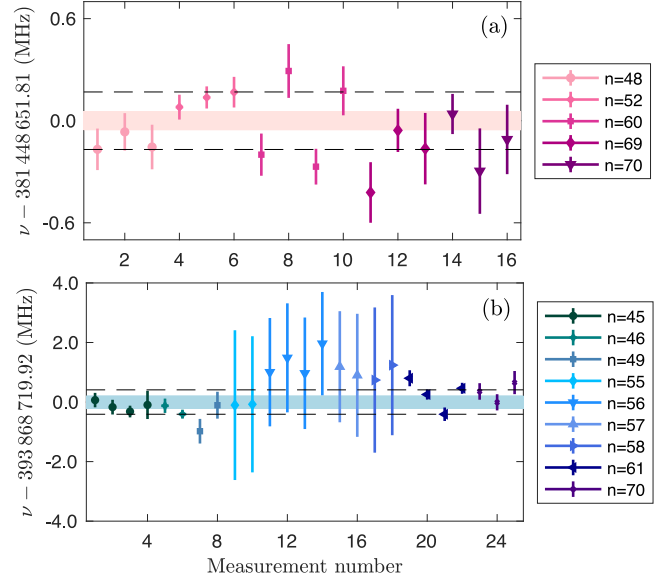 (a)
ν − 381 448 651.81 (MHz)
0.6
0.0
-0.6
2 4 6 8 10 12 14 16
n=48
n=52
n=60
n=69
n=70
(b)
ν − 393 868 719.92 (MHz)
4.0
2.0
0.0
-2.0
-4.0
4 8 12 16 20 24
Measurement number
n=45
n=46
n=49
n=55
n=56
n=57
n=58
n=61
n=70